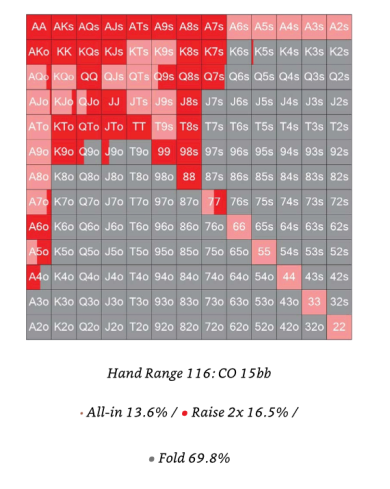 AA AKs AQs AJs ATs A9s A8s A7s A6s A5s A4s A3s A2s
AKo KK KQs KJs KTs K9s K8s K7s K6s K5s K4s K3s K2s
AQo KQo QQ QJs QTs Q9s Q8s Q7s Q6s Q5s Q4s Q3s Q2s
AJo KJo QJo JJ JTs J9s J8s J7s J6s J5s J4s J3s J2s
ATo KTo QTo JTo TT T9s T8s T7s T6s T5s T4s T3s T2s
A9o K9o Q9o J9o T9o 99 98s 97s 96s 95s 94s 93s 92s
A8o K8o Q8o J8o T8o 98o 88 87s 86s 85s 84s 83s 82s
A7o K7o Q7o J7o T7o 97o 87o 77 76s 75s 74s 73s 72s
A6o K6o Q6o J6o T6o 96o 86o 76o 66 65s 64s 63s 62s
A5o K5o Q5o J5o T5o 95o 85o 75o 65o 55 54s 53s 52s
A4o K4o Q4o J4o T4o 94o 84o 74o 64o 54o 44 43s 42s
A3o K3o Q3o J3o T3o 93o 83o 73o 63o 53o 43o 33 32s
A2o K2o Q2o J2o T2o 92o 82o 72o 62o 52o 42o 32o 22
Hand Range 116: CO 15bb
• All-in 13.6% / • Raise 2x 16.5% /
• Fold 69.8%